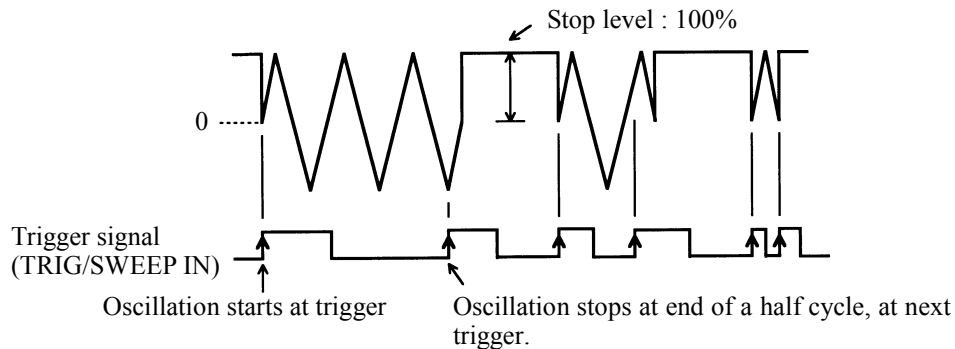 Stop level : 100%
0
Trigger signal
(TRIG/SWEEP IN)
Oscillation starts at trigger
Oscillation stops at end of a half cycle, at next
trigger.